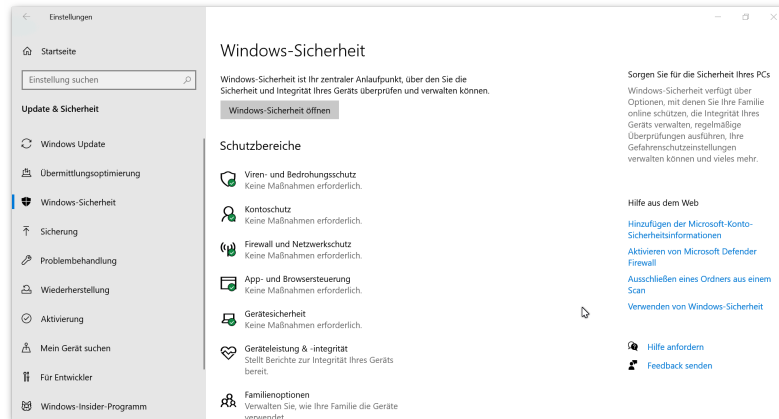 Einstellungen
Startseite
Einstellung suchen
Update & Sicherheit
Windows Update
Übermittlungsoptimierung
Windows-Sicherheit
Sicherung
Problembehandlung
Wiederherstellung
Aktivierung
Mein Gerät suchen
Für Entwickler
Windows-Insider-Programm
Windows-Sicherheit
Windows-Sicherheit ist Ihr zentraler Anlaufpunkt, über den Sie die
Sicherheit und Integrität Ihres Geräts überprüfen und verwalten können.
Windows-Sicherheit öffnen
Schutzbereiche
Viren- und Bedrohungsschutz
Keine Maßnahmen erforderlich.
Kontoschutz
Keine Maßnahmen erforderlich.
Firewall und Netzwerkschutz
Keine Maßnahmen erforderlich.
App- und Browsersteuerung
Keine Maßnahmen erforderlich.
Gerätesicherheit
Keine Maßnahmen erforderlich.
Geräteleistung & -integrität
Stellt Berichte zur Integrität Ihres Geräts
bereit.
Familienoptionen
Verwalten Sie, wie Ihre Familie die Geräte
verwendet.
Sorgen Sie für die Sicherheit Ihres PCs
Windows-Sicherheit verfügt über
Optionen, mit denen Sie Ihre Familie
online schützen, die Integrität Ihres
Geräts verwalten, regelmäßige
Überprüfungen ausführen, Ihre
Gefahrenschutzeinstellungen
verwalten können und vieles mehr.
Hilfe aus dem Web
Hinzufügen der Microsoft-Konto-
Sicherheitsinformationen
Aktivieren von Microsoft Defender
Firewall
Ausschließen eines Ordners aus einem
Scan
Verwenden von Windows-Sicherheit
Hilfe anfordern
Feedback senden